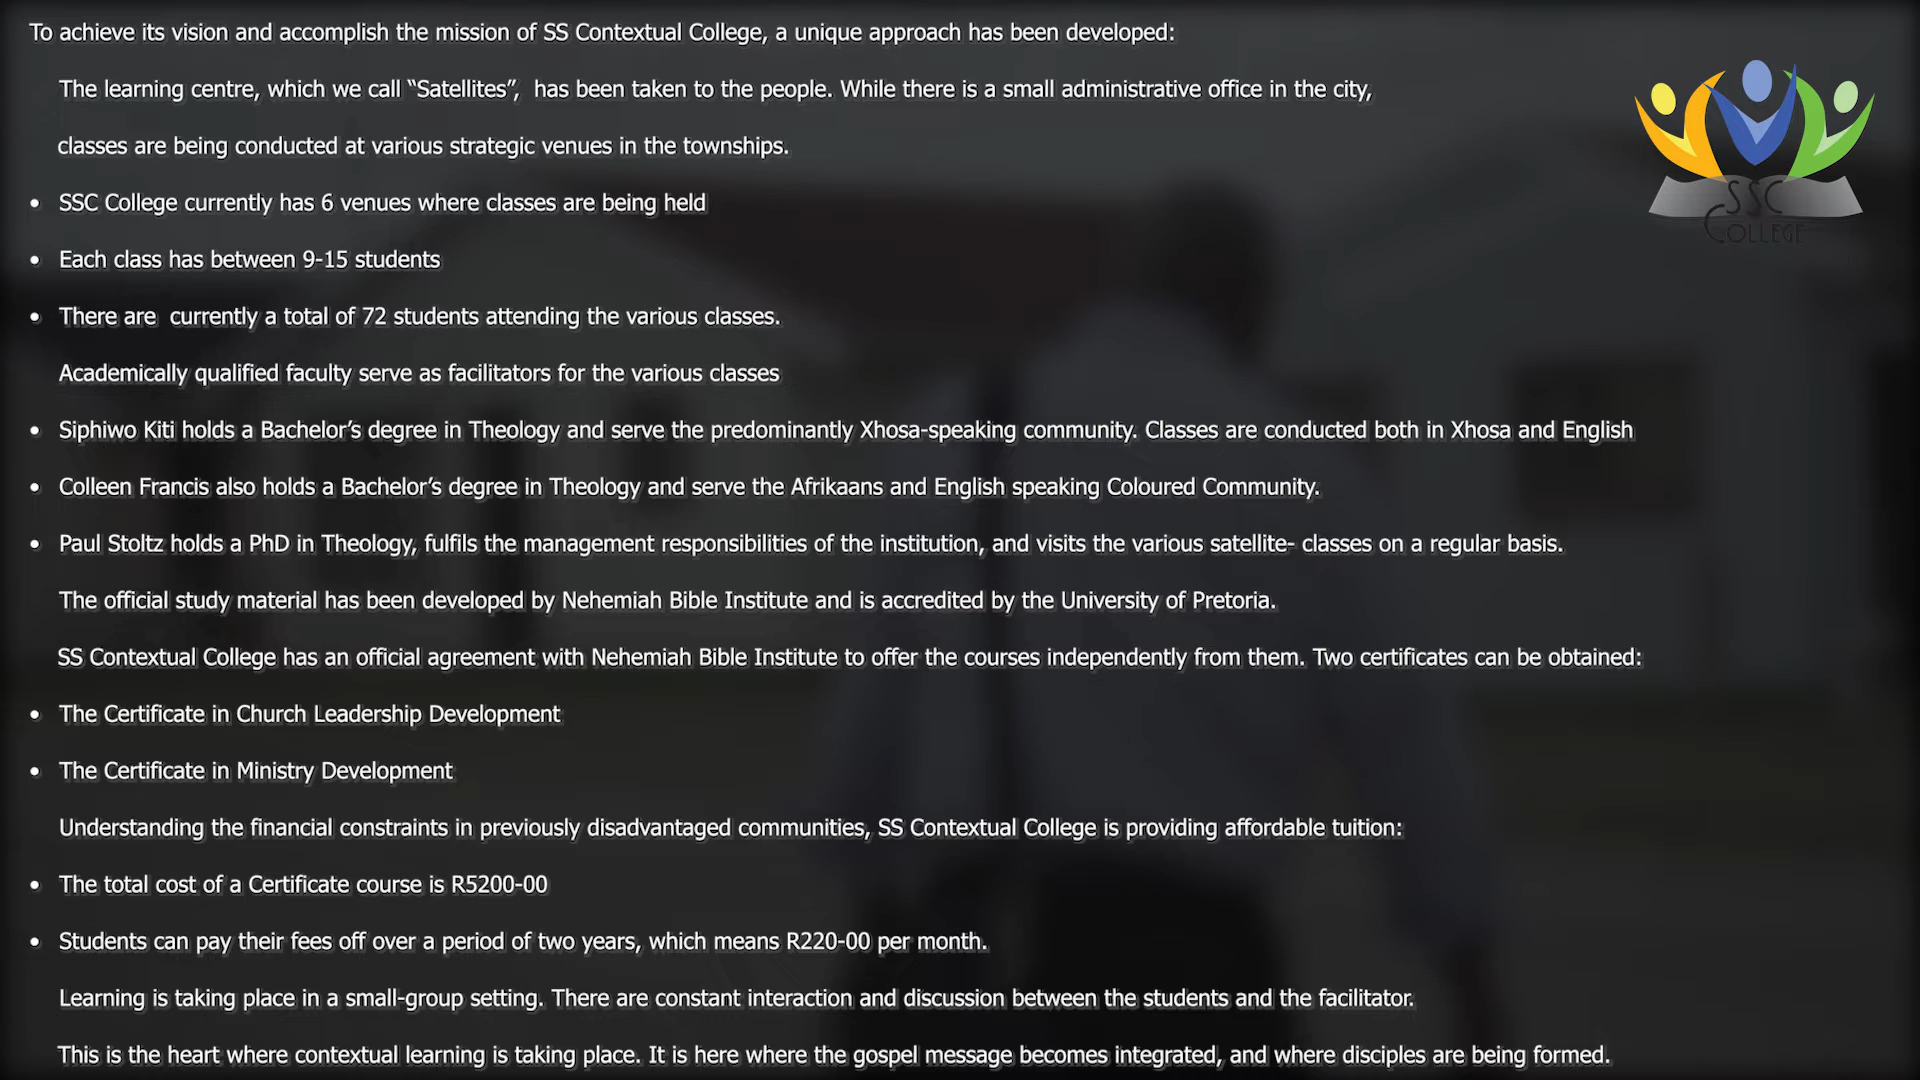 To achieve its vision and accomplish the mission of SS Contextual College, a unique approach has been developed:
The learning centre, which we call “Satellites”,  has been taken to the people. While there is a small administrative office in the city,
classes are being conducted at various strategic venues in the townships.
• SSC College currently has 6 venues where classes are being held
• Each class has between 9-15 students
• There are  currently a total of 72 students attending the various classes.
Academically qualified faculty serve as facilitators for the various classes
• Siphiwo Kiti holds a Bachelor’s degree in Theology and serve the predominantly Xhosa-speaking community. Classes are conducted both in Xhosa and English
• Colleen Francis also holds a Bachelor’s degree in Theology and serve the Afrikaans and English speaking Coloured Community.
• Paul Stoltz holds a PhD in Theology, fulfils the management responsibilities of the institution, and visits the various satellite- classes on a regular basis.
The official study material has been developed by Nehemiah Bible Institute and is accredited by the University of Pretoria.
SS Contextual College has an official agreement with Nehemiah Bible Institute to offer the courses independently from them. Two certificates can be obtained:
• The Certificate in Church Leadership Development
• The Certificate in Ministry Development
Understanding the financial constraints in previously disadvantaged communities, SS Contextual College is providing affordable tuition:
• The total cost of a Certificate course is R5200-00
• Students can pay their fees off over a period of two years, which means R220-00 per month.
Learning is taking place in a small-group setting. There are constant interaction and discussion between the students and the facilitator.
This is the heart where contextual learning is taking place. It is here where the gospel message becomes integrated, and where disciples are being formed.
SSC
COLLEGE